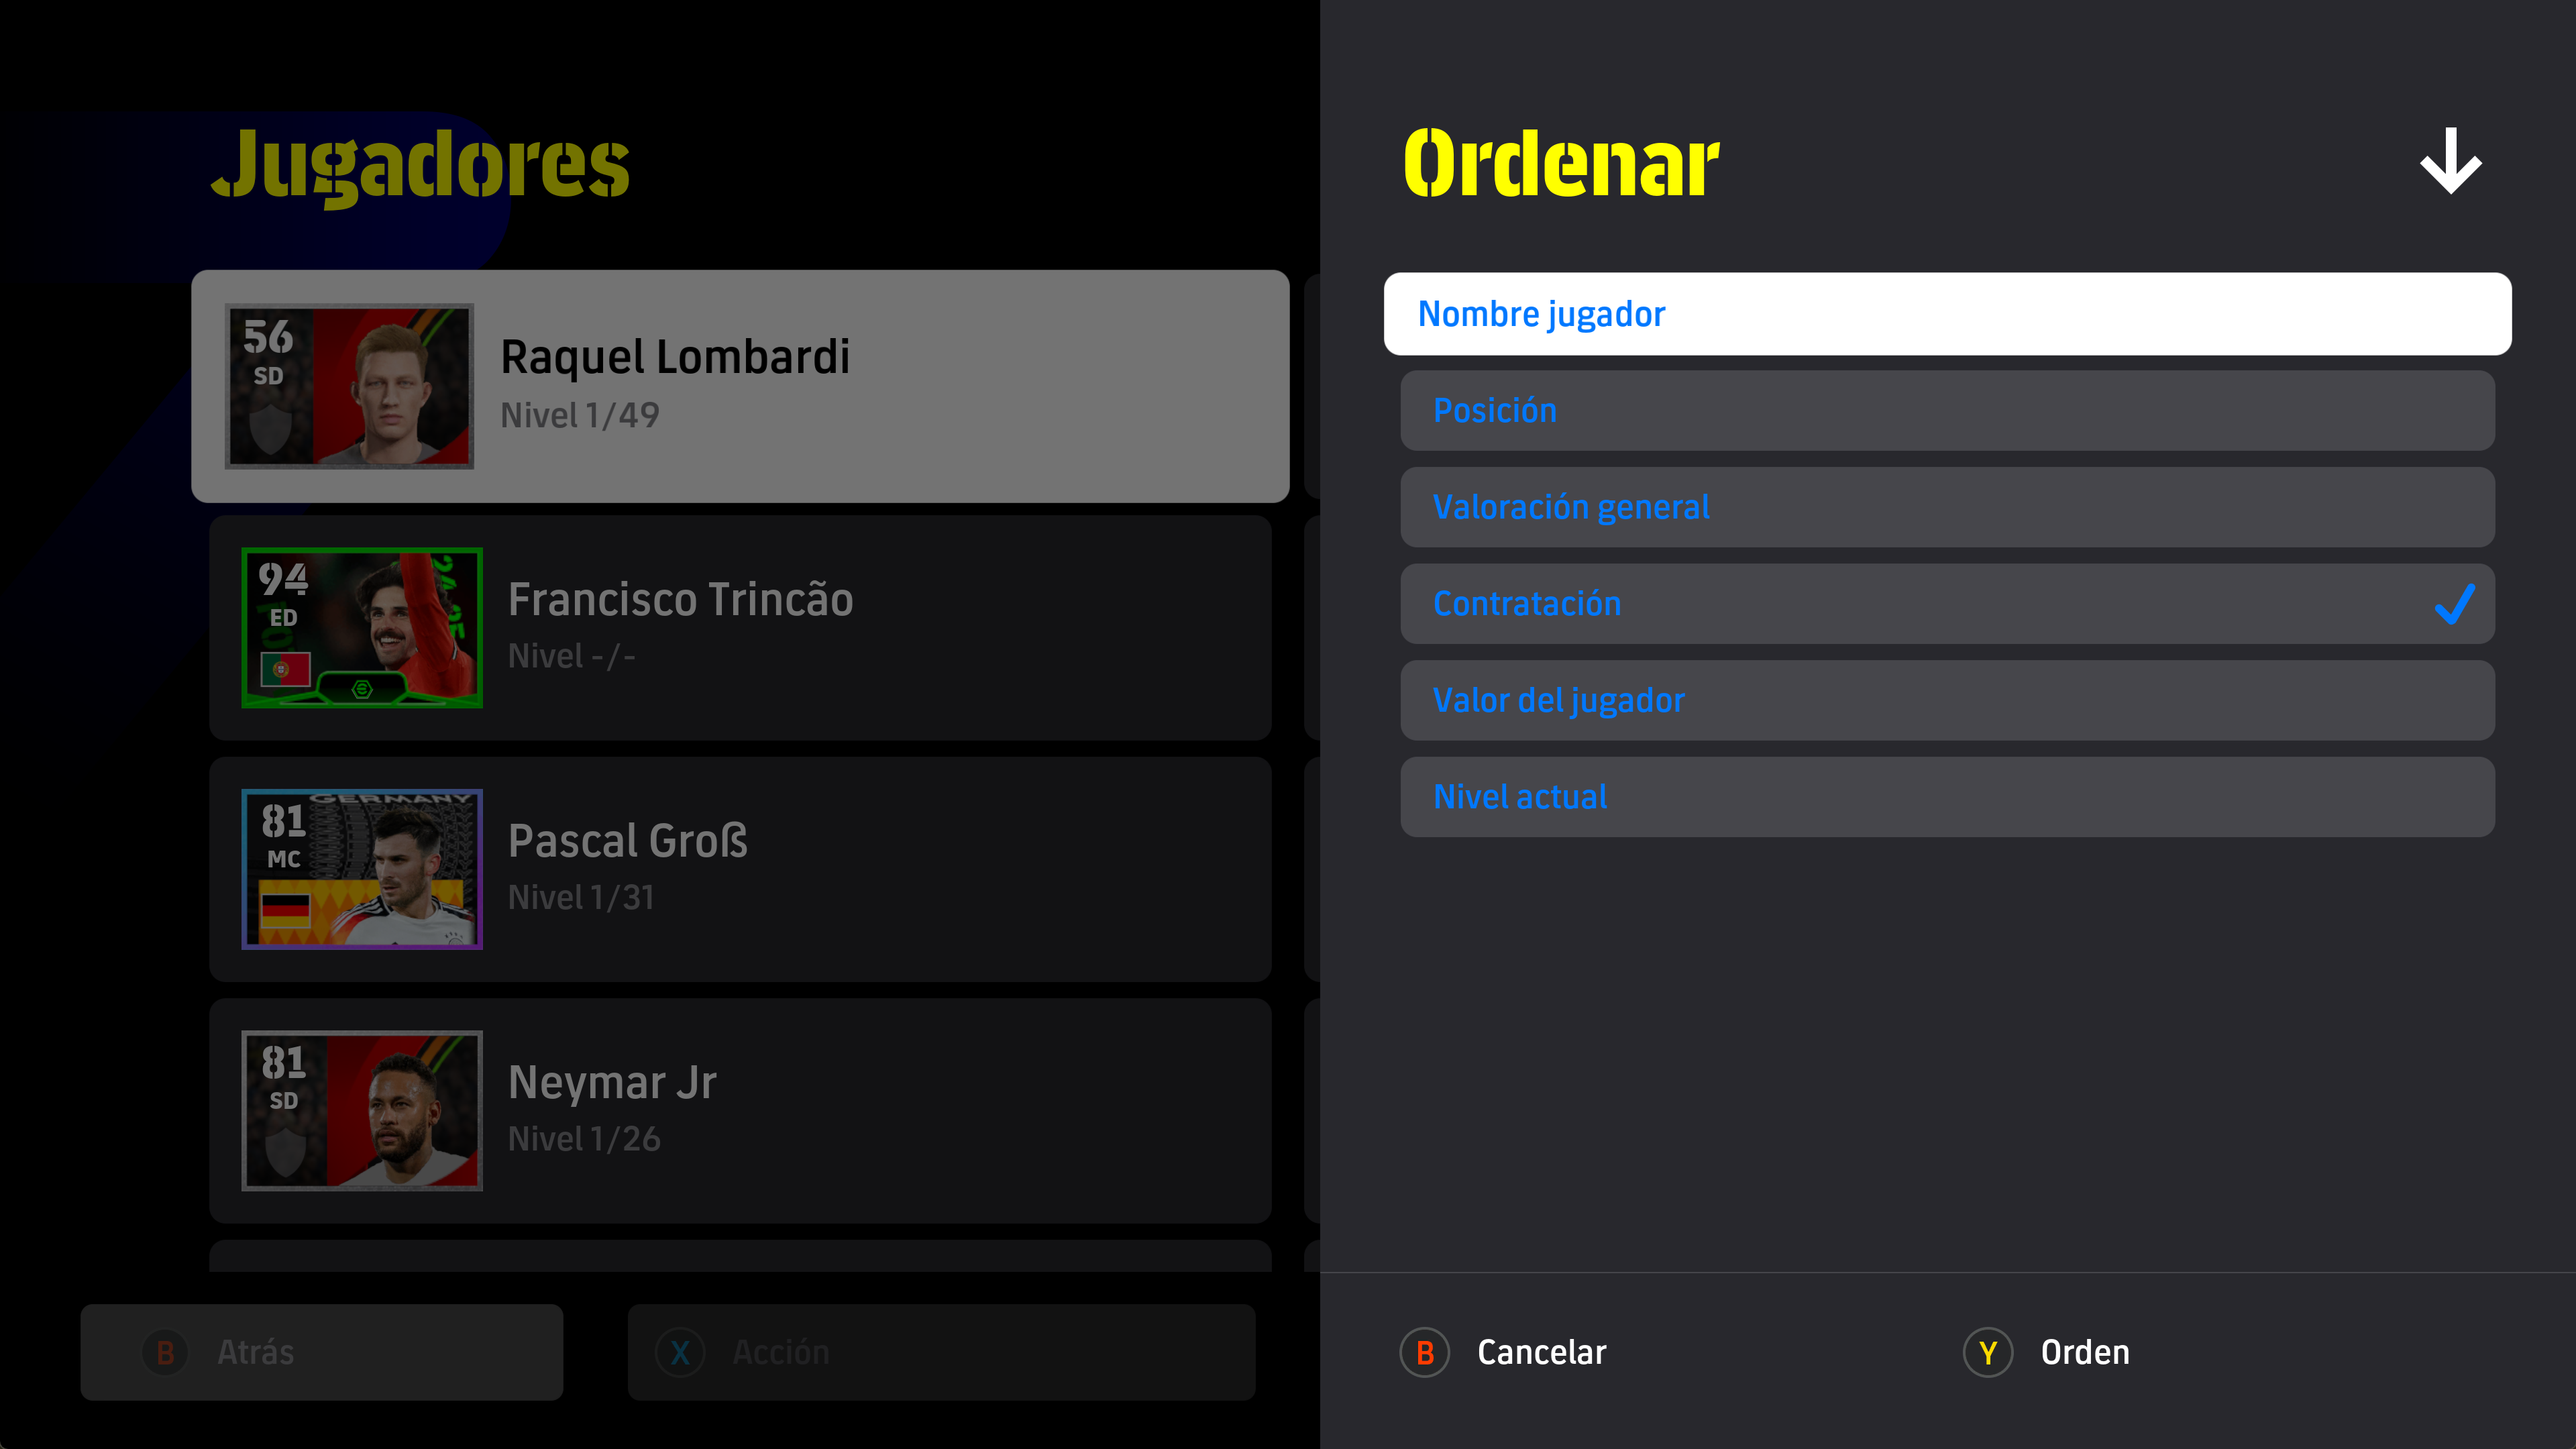 Jugadores
56
SD
Raquel Lombardi
Nivel 1/49
94
ED
Francisco Trincão
Nivel -/-
GERMANY
81
MC
Pascal Groß
Nivel 1/31
81
SD
Neymar Jr
Nivel 1/26
B Atrás
X Acción
Ordenar
Nombre jugador
Posición
Valoración general
Contratación
Valor del jugador
Nivel actual
B Cancelar
Y Orden